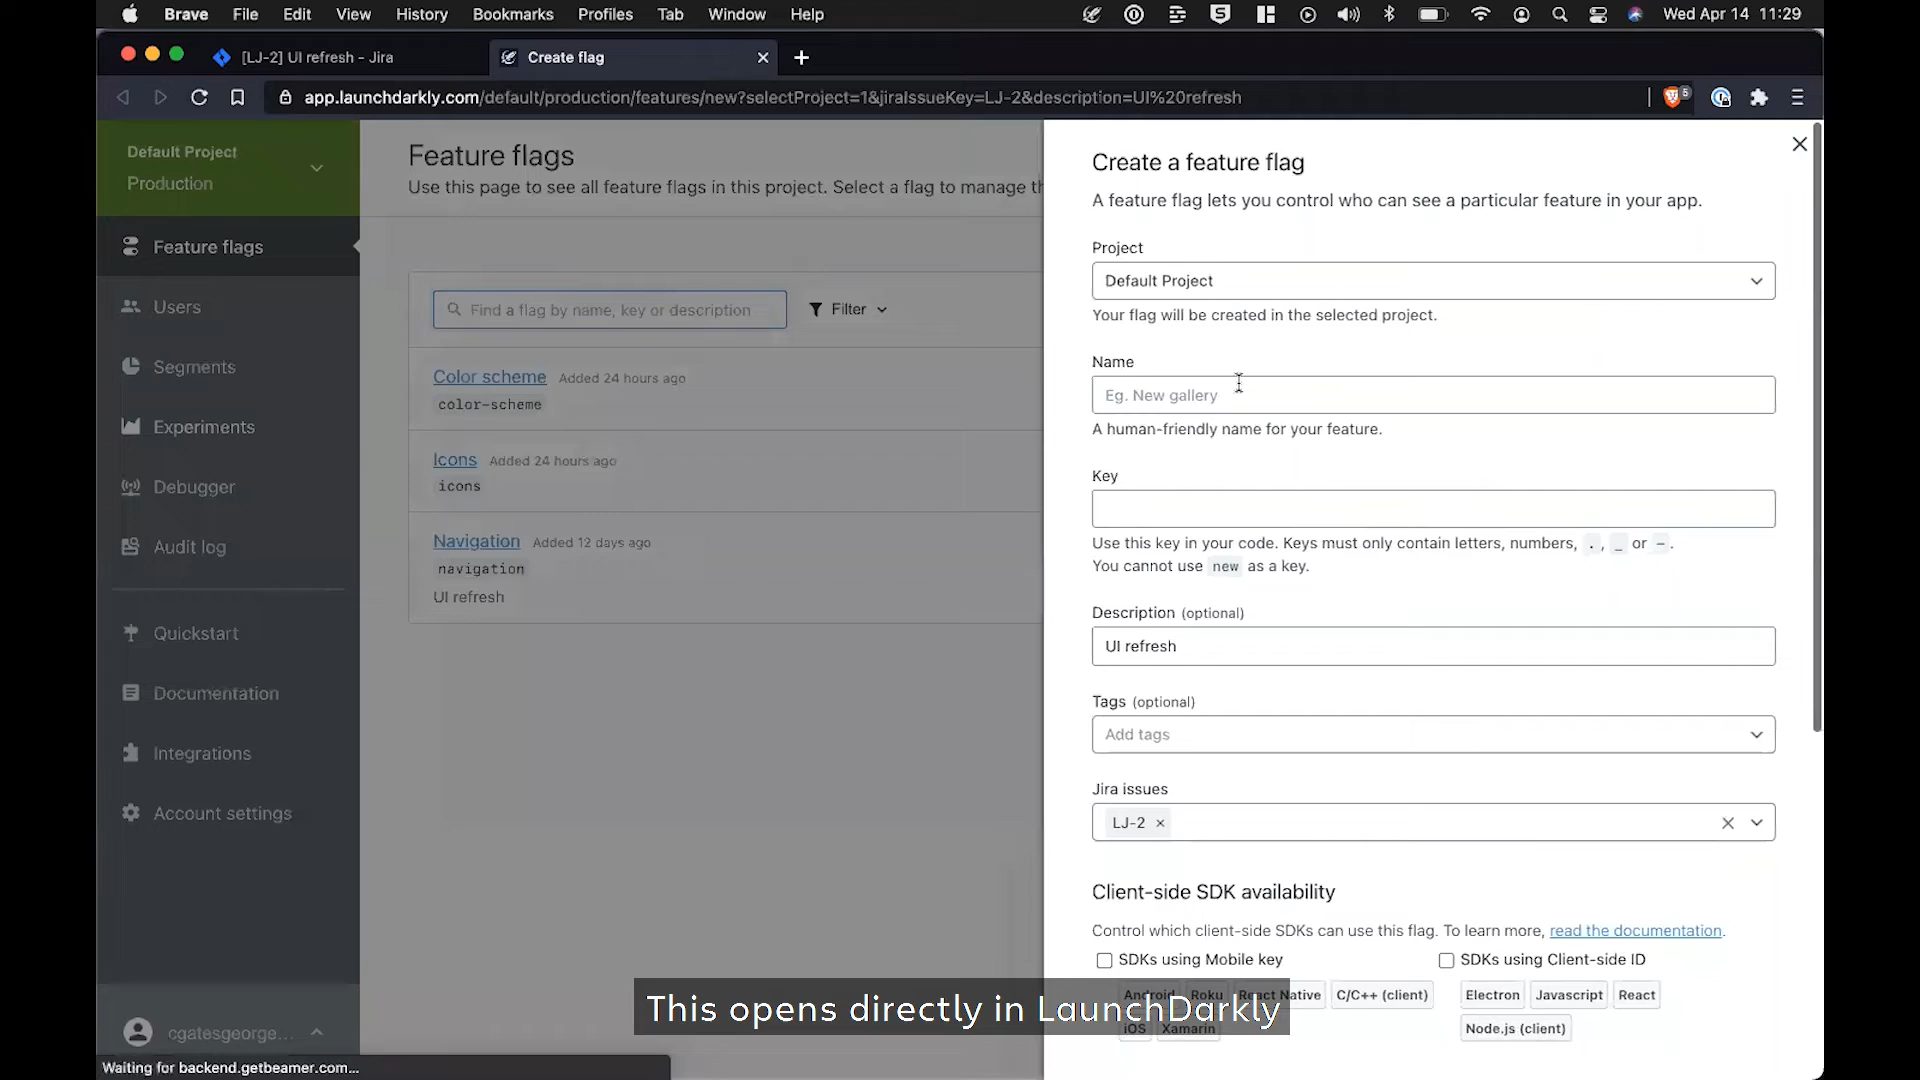 Brave File Edit View History Bookmarks Profiles Tab Window Help Wed Apr 14 11:29
[LJ-2] UI refresh - Jira
Create flag
app.launchdarkly.com/default/production/features/new?selectProject=1&jiraIssueKey=LJ-2&description=UI%20refresh
5
Default Project
Production
Feature flags
Users
Segments
Experiments
Debugger
Audit log
Quickstart
Documentation
Integrations
Account settings
cgatesgeorge...
Waiting for backend.getbeamer.com...
Feature flags
Use this page to see all feature flags in this project. Select a flag to manage th
Find a flag by name, key or description
Filter
Color scheme Added 24 hours ago
color-scheme
Icons Added 24 hours ago
icons
Navigation Added 12 days ago
navigation
UI refresh
Create a feature flag
A feature flag lets you control who can see a particular feature in your app.
Project
Default Project
Your flag will be created in the selected project.
Name
Eg. New gallery
A human-friendly name for your feature.
Key
Use this key in your code. Keys must only contain letters, numbers, . , _ or - .
You cannot use new as a key.
Description (optional)
UI refresh
Tags (optional)
Add tags
Jira issues
LJ-2 ×
Client-side SDK availability
Control which client-side SDKs can use this flag. To learn more, read the documentation.
SDKs using Mobile key
Android Roku React Native C/C++ (client)
iOS Xamarin
SDKs using Client-side ID
Electron Javascript React
Node.js (client)
This opens directly in LaunchDarkly